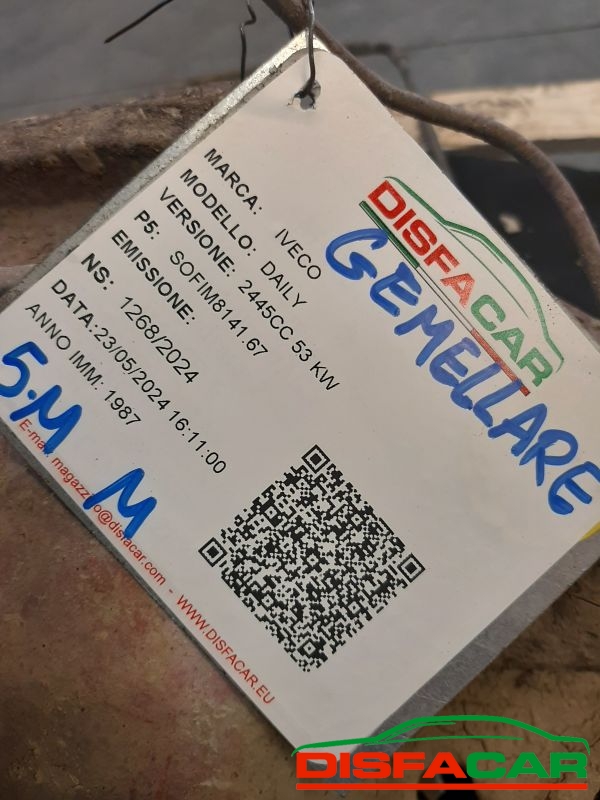 MARCA: IVECO
MODELLO: DAILY
VERSIONE: 2445CC 53 KW
P5: SOFIM8141.67
EMISSIONE:
NS: 1268/2024
DATA:23/05/2024 16:11:00
ANNO IMM: 1987
DISFACAR
GEMELLARE
5.M M
E-mail: magazzino@disfacar.com - WWW.DISFACAR.EU
DISFACAR